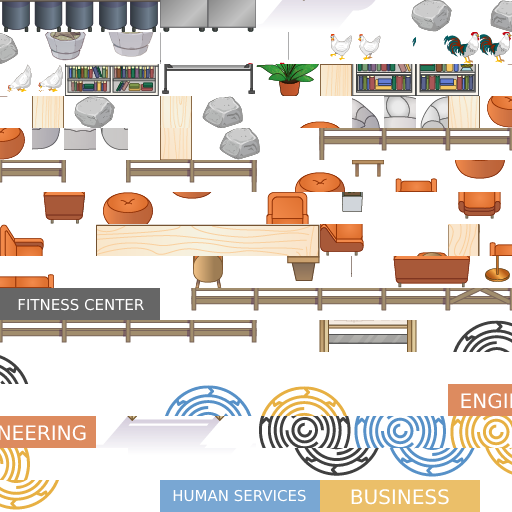 FITNESS CENTER
ENGI
NEERING
HUMAN SERVICES
BUSINESS